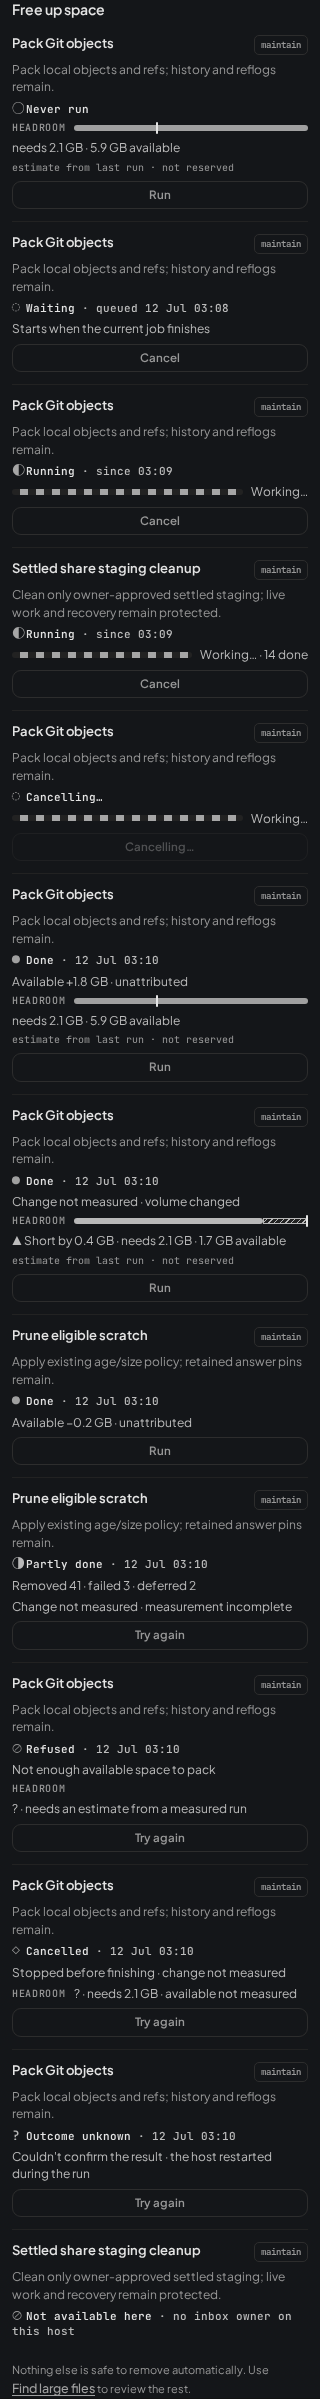 Free up space
Pack Git objects
maintain
Pack local objects and refs; history and reflogs
remain.
Never run
HEADROOM
needs 2.1 GB · 5.9 GB available
estimate from last run · not reserved
Run
Pack Git objects
maintain
Pack local objects and refs; history and reflogs
remain.
Waiting · queued 12 Jul 03:08
Starts when the current job finishes
Cancel
Pack Git objects
maintain
Pack local objects and refs; history and reflogs
remain.
Running · since 03:09
Working…
Cancel
Settled share staging cleanup
maintain
Clean only owner-approved settled staging; live
work and recovery remain protected.
Running · since 03:09
Working… · 14 done
Cancel
Pack Git objects
maintain
Pack local objects and refs; history and reflogs
remain.
Cancelling…
Working…
Cancelling…
Pack Git objects
maintain
Pack local objects and refs; history and reflogs
remain.
Done · 12 Jul 03:10
Available +1.8 GB · unattributed
HEADROOM
needs 2.1 GB · 5.9 GB available
estimate from last run · not reserved
Run
Pack Git objects
maintain
Pack local objects and refs; history and reflogs
remain.
Done · 12 Jul 03:10
Change not measured · volume changed
HEADROOM
▲ Short by 0.4 GB · needs 2.1 GB · 1.7 GB available
estimate from last run · not reserved
Run
Prune eligible scratch
maintain
Apply existing age/size policy; retained answer pins
remain.
Done · 12 Jul 03:10
Available −0.2 GB · unattributed
Run
Prune eligible scratch
maintain
Apply existing age/size policy; retained answer pins
remain.
Partly done · 12 Jul 03:10
Removed 41 · failed 3 · deferred 2
Change not measured · measurement incomplete
Try again
Pack Git objects
maintain
Pack local objects and refs; history and reflogs
remain.
Refused · 12 Jul 03:10
Not enough available space to pack
HEADROOM
? · needs an estimate from a measured run
Try again
Pack Git objects
maintain
Pack local objects and refs; history and reflogs
remain.
Cancelled · 12 Jul 03:10
Stopped before finishing · change not measured
HEADROOM ? · needs 2.1 GB · available not measured
Try again
Pack Git objects
maintain
Pack local objects and refs; history and reflogs
remain.
? Outcome unknown · 12 Jul 03:10
Couldn't confirm the result · the host restarted
during the run
Try again
Settled share staging cleanup
maintain
Clean only owner-approved settled staging; live
work and recovery remain protected.
Not available here · no inbox owner on
this host
Nothing else is safe to remove automatically. Use
Find large files to review the rest.